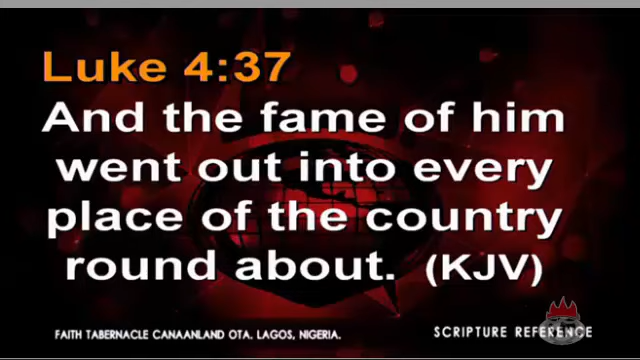 Luke 4:37
And the fame of him
went out into every
place of the country
round about. (KJV)
FAITH TABERNACLE CANAANLAND OTA. LAGOS, NIGERIA.
SCRIPTURE REFERENCE